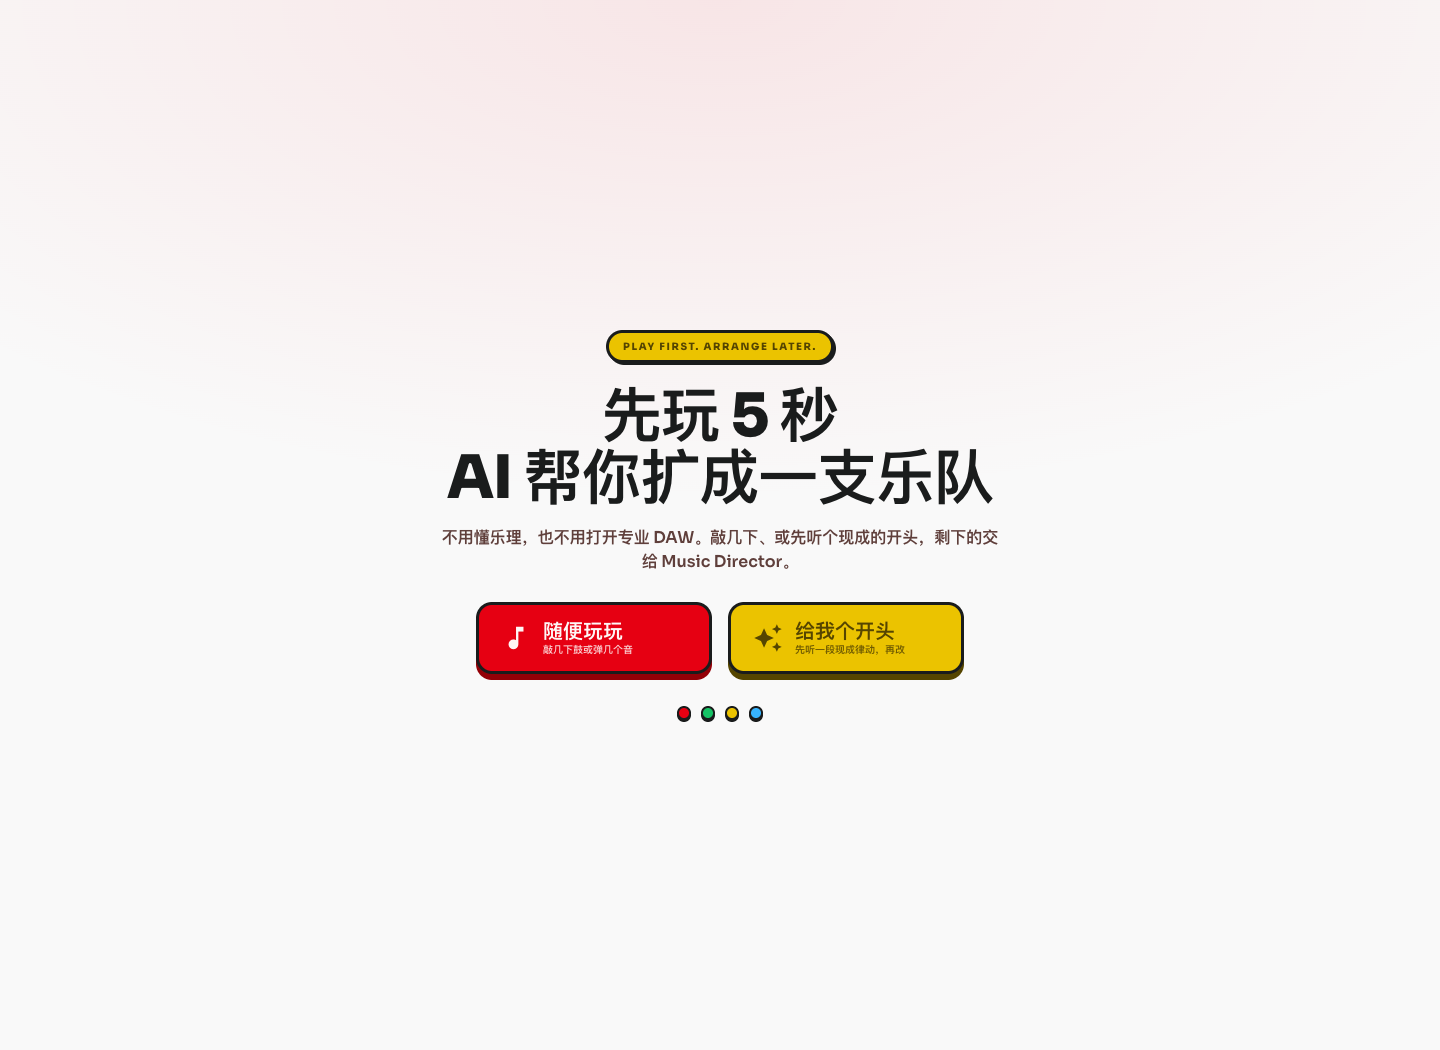 PLAY FIRST. ARRANGE LATER.
先玩 5 秒
AI 帮你扩成一支乐队
不用懂乐理，也不用打开专业 DAW。敲几下、或先听个现成的开头，剩下的交
给 Music Director。
随便玩玩
敲几下鼓或弹几个音
给我个开头
先听一段现成律动，再改